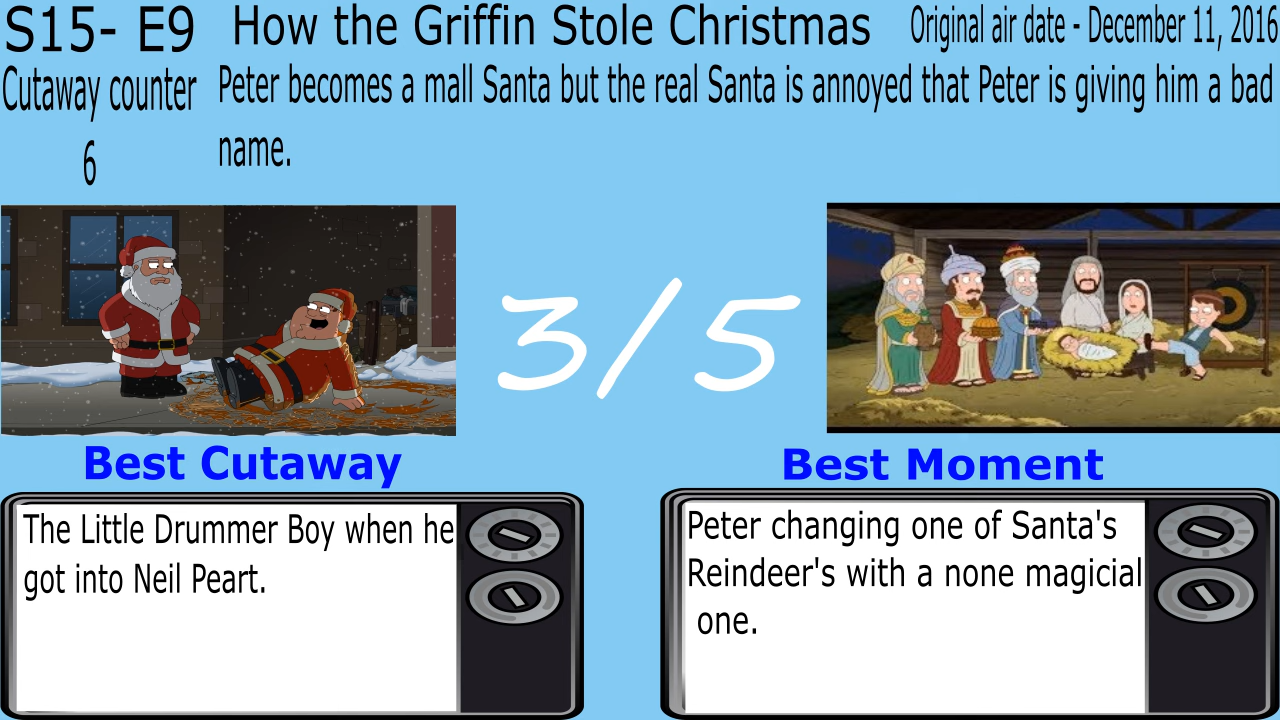 S15- E9
How the Griffin Stole Christmas
Original air date - December 11, 2016
Cutaway counter
6
Peter becomes a mall Santa but the real Santa is annoyed that Peter is giving him a bad
name.
3/5
Best Cutaway
Best Moment
The Little Drummer Boy when he
got into Neil Peart.
Peter changing one of Santa's
Reindeer's with a none magicial
one.